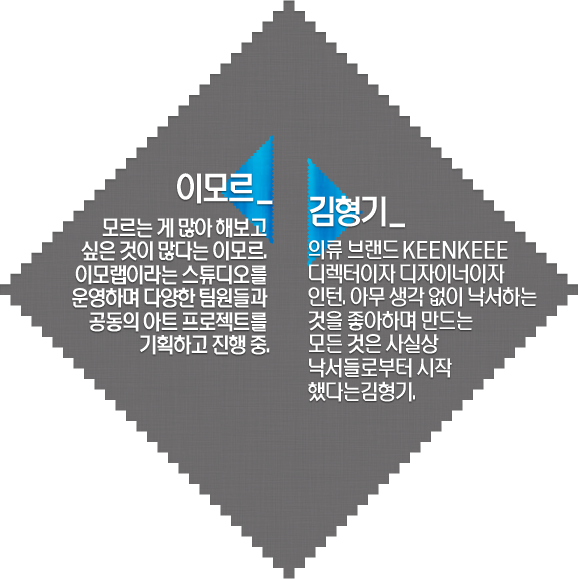 이모르_
모르는 게 많아 해보고
싶은 것이 많다는 이모르.
이모랩이라는 스튜디오를
운영하며 다양한 팀원들과
공동의 아트 프로젝트를
기획하고 진행 중.
김형기_
의류 브랜드 KEENKEEE
디렉터이자 디자이너이자
인턴. 아무 생각 없이 낙서하는
것을 좋아하며 만드는
모든 것은 사실상
낙서들로부터 시작
했다는김형기.